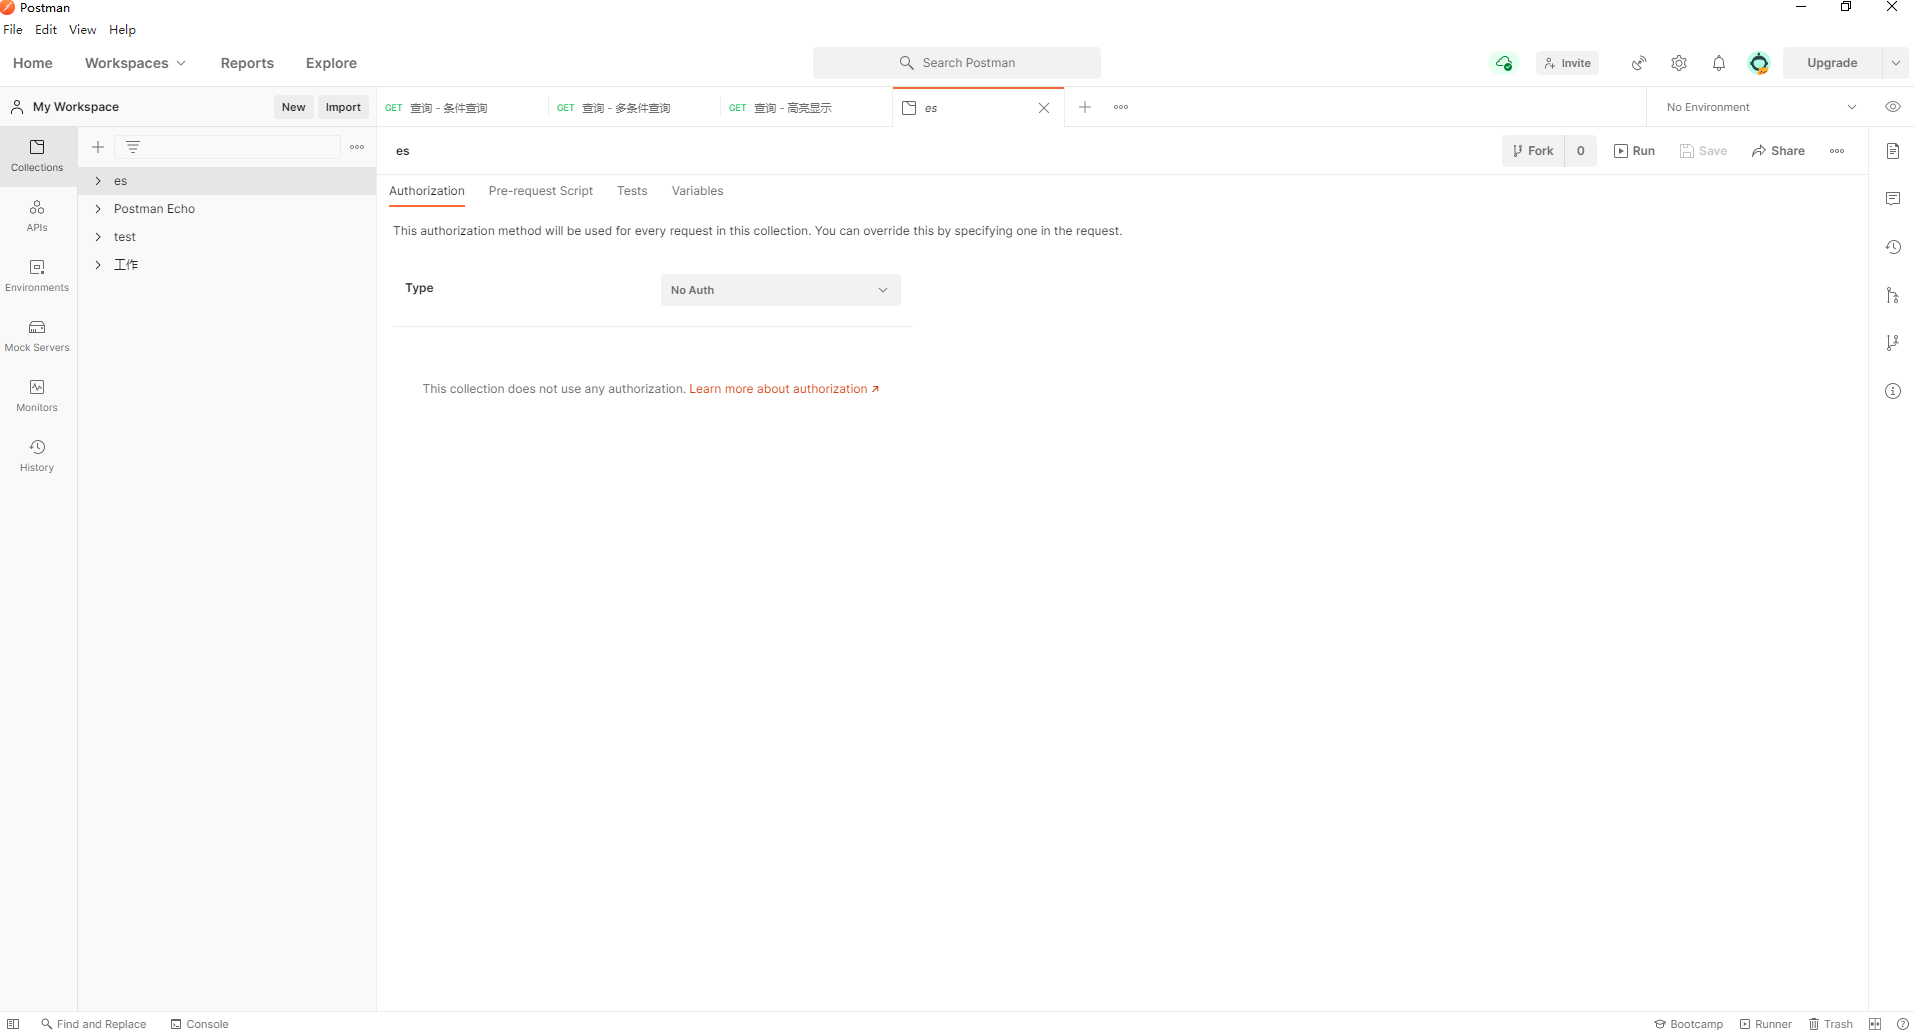 Postman
File Edit View Help
Home Workspaces Reports Explore Search Postman Invite Upgrade
My Workspace New Import GET 查询 - 条件查询 GET 查询 - 多条件查询 GET 查询 - 高亮显示 es No Environment
Collections
APIs
Environments
Mock Servers
Monitors
History
es
Postman Echo
test
工作
es Fork 0 Run Save Share
Authorization Pre-request Script Tests Variables
This authorization method will be used for every request in this collection. You can override this by specifying one in the request.
Type No Auth
This collection does not use any authorization. Learn more about authorization ↗
Find and Replace Console Bootcamp Runner Trash